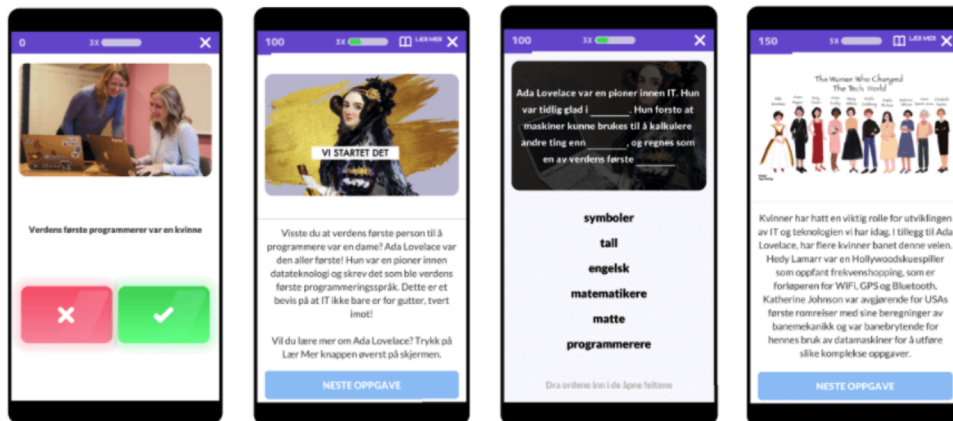 0 3X
Verdens første programmerer var en kvinne
100 3X LÆR MER
VI STARTET DET
Visste du at verdens første person til å
programmere var en dame? Ada Lovelace var
den aller første! Hun var en pioner innen
datateknologi og skrev det som ble verdens
første programmeringsspråk. Dette er et
bevis på at IT ikke bare er for gutter, tvert
imot!
Vil du lære mer om Ada Lovelace? Trykk på
Lær Mer knappen øverst på skjermen.
NESTE OPPGAVE
100 3X
Ada Lovelace var en pioner innen IT. Hun
var tidlig glad i _______. Hun forsto at
maskiner kunne brukes til å kalkulere
andre ting enn _______, og regnes som
en av verdens første _______
symboler
tall
engelsk
matematikere
matte
programmerere
Dra ordene inn i de åpne feltene
150 3X LÆR MER
The Women Who Changed
The Tech World
Kvinner har hatt en viktig rolle for utviklingen
av IT og teknologien vi har idag. I tillegg til Ada
Lovelace, har flere kvinner banet denne veien.
Hedy Lamarr var en Hollywoodskuespiller
som oppfant frekvenshopping, som er
forløperen for WiFi, GPS og Bluetooth.
Katherine Johnson var avgjørende for USAs
første romreiser med sine beregninger av
banemekanikk og var banebrytende for
hennes bruk av datamaskiner for å utføre
slike komplekse oppgaver.
NESTE OPPGAVE